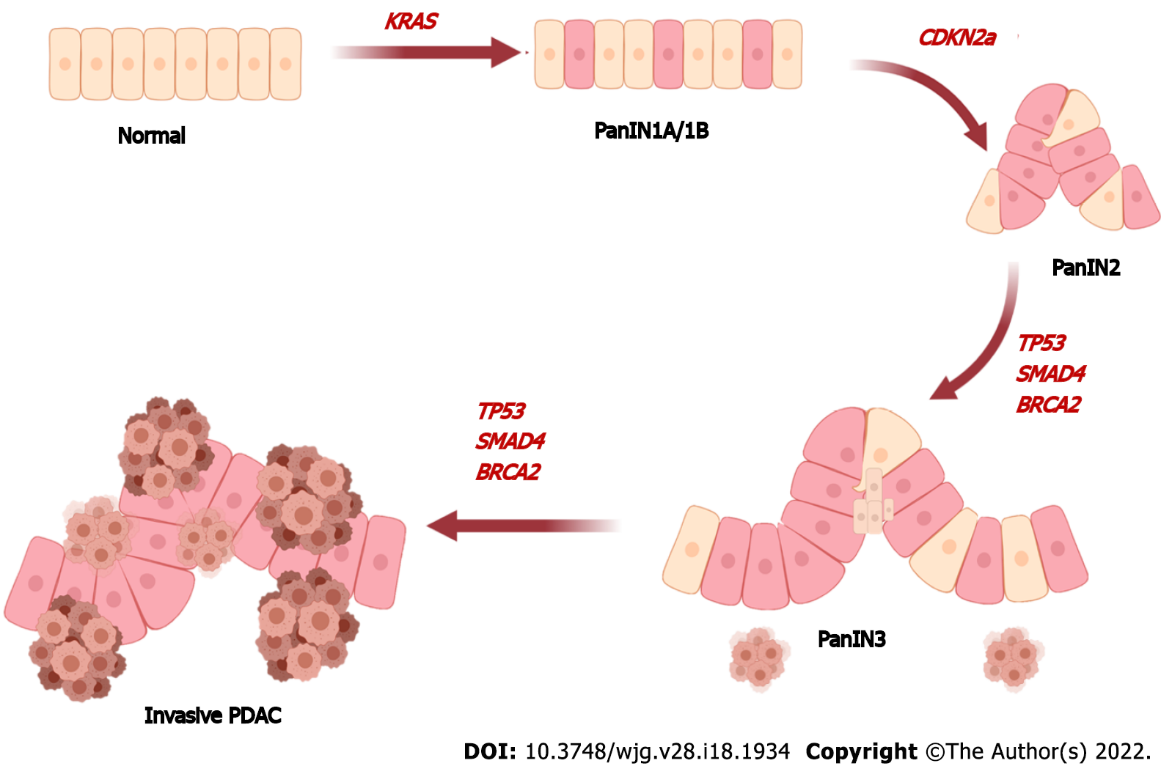 KRAS
CDKN2a
Normal
PanIN1A/1B
PanIN2
TP53
SMAD4
BRCA2
TP53
SMAD4
BRCA2
PanIN3
Invasive PDAC
DOI: 10.3748/wjg.v28.i18.1934 Copyright ©The Author(s) 2022.